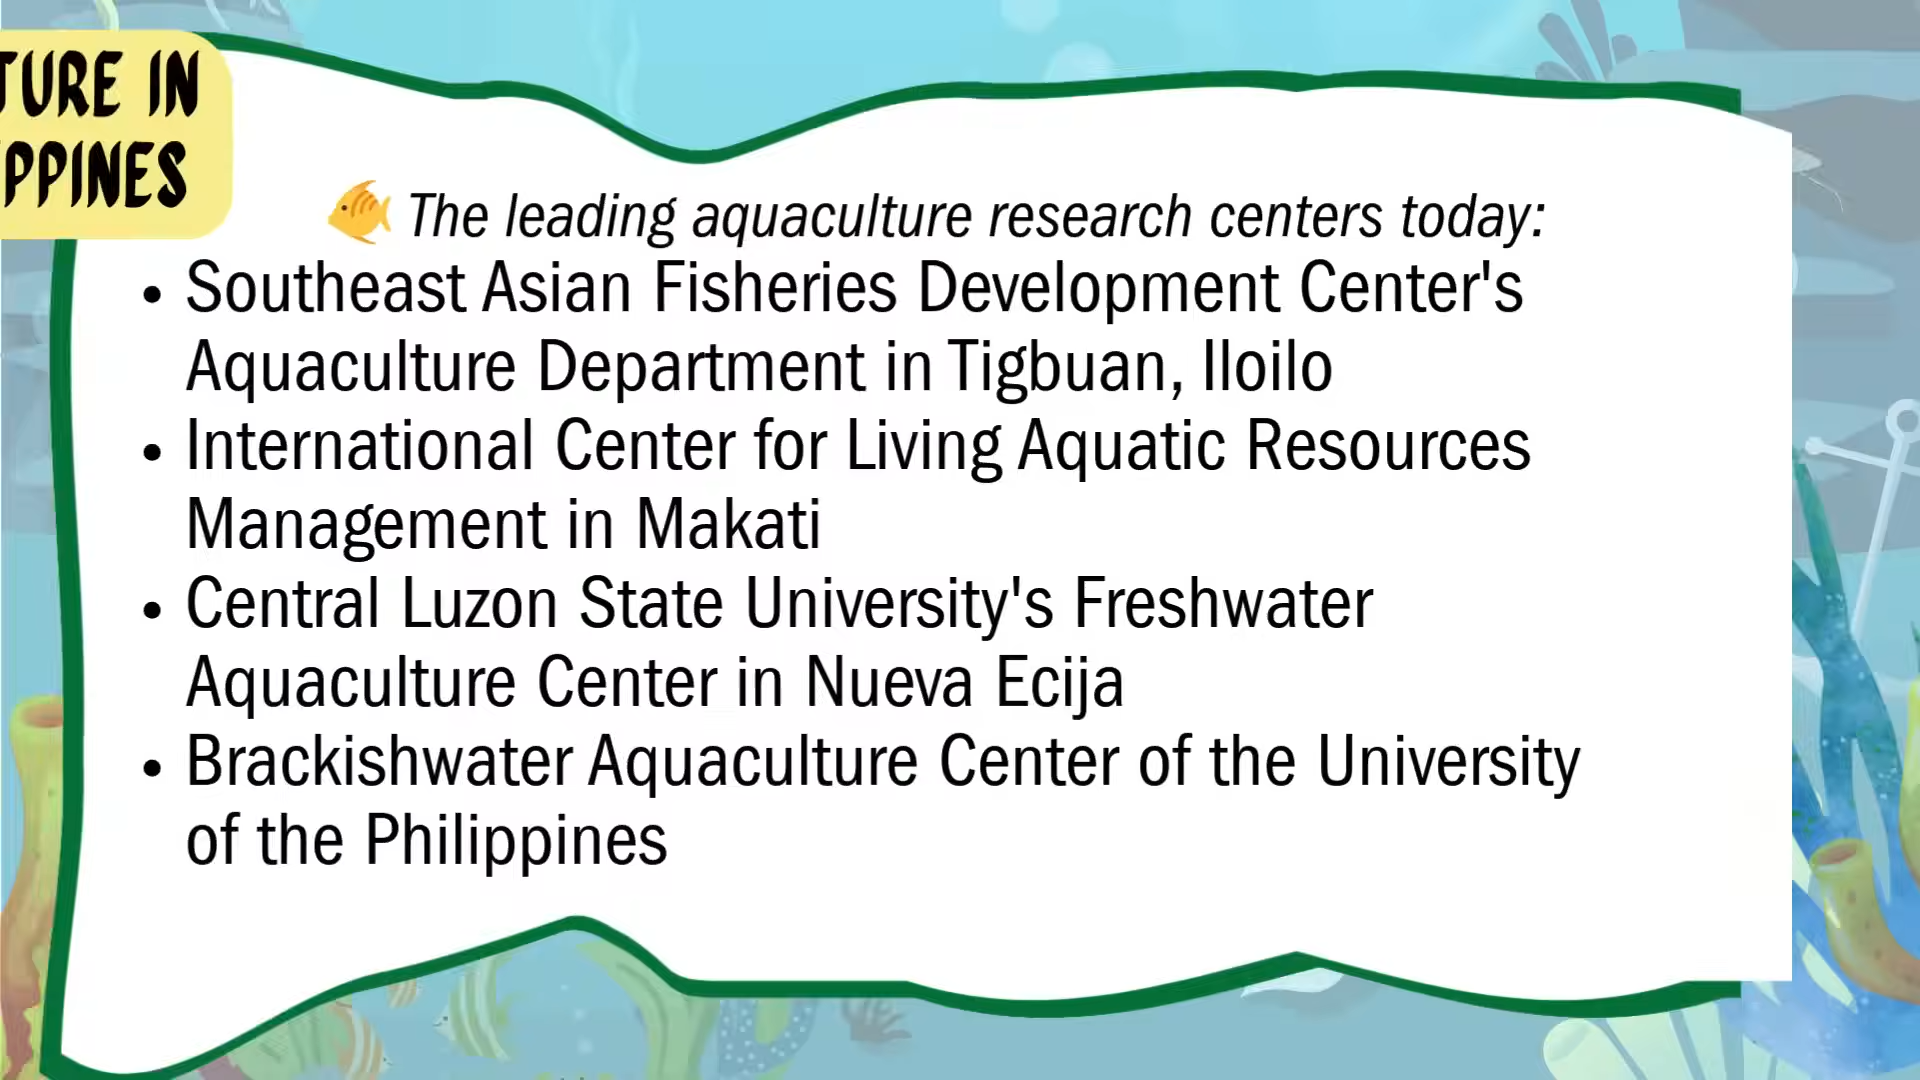 TURE IN
PPINES
The leading aquaculture research centers today:
• Southeast Asian Fisheries Development Center's
Aquaculture Department in Tigbuan, Iloilo
• International Center for Living Aquatic Resources
Management in Makati
• Central Luzon State University's Freshwater
Aquaculture Center in Nueva Ecija
• Brackishwater Aquaculture Center of the University
of the Philippines